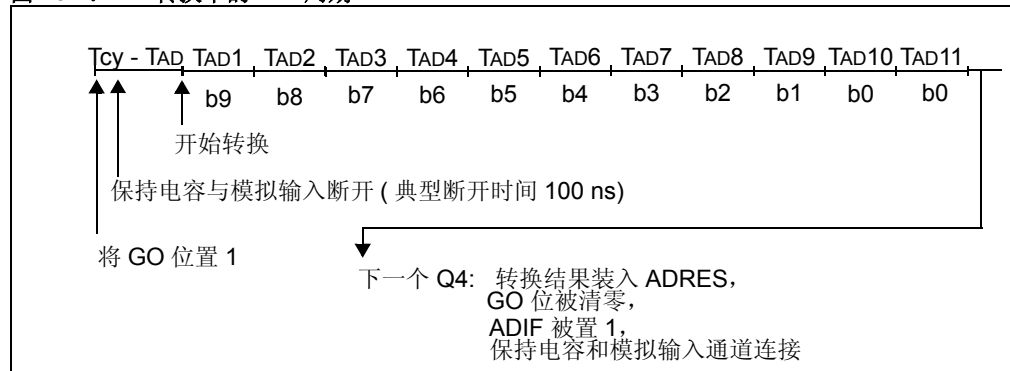 Tcy - TAD TAD1 TAD2 TAD3 TAD4 TAD5 TAD6 TAD7 TAD8 TAD9 TAD10 TAD11
b9 b8 b7 b6 b5 b4 b3 b2 b1 b0 b0
开始转换
保持电容与模拟输入断开 ( 典型断开时间 100 ns)
将 GO 位置 1
下一个 Q4: 转换结果装入 ADRES，
GO 位被清零，
ADIF 被置 1，
保持电容和模拟输入通道连接